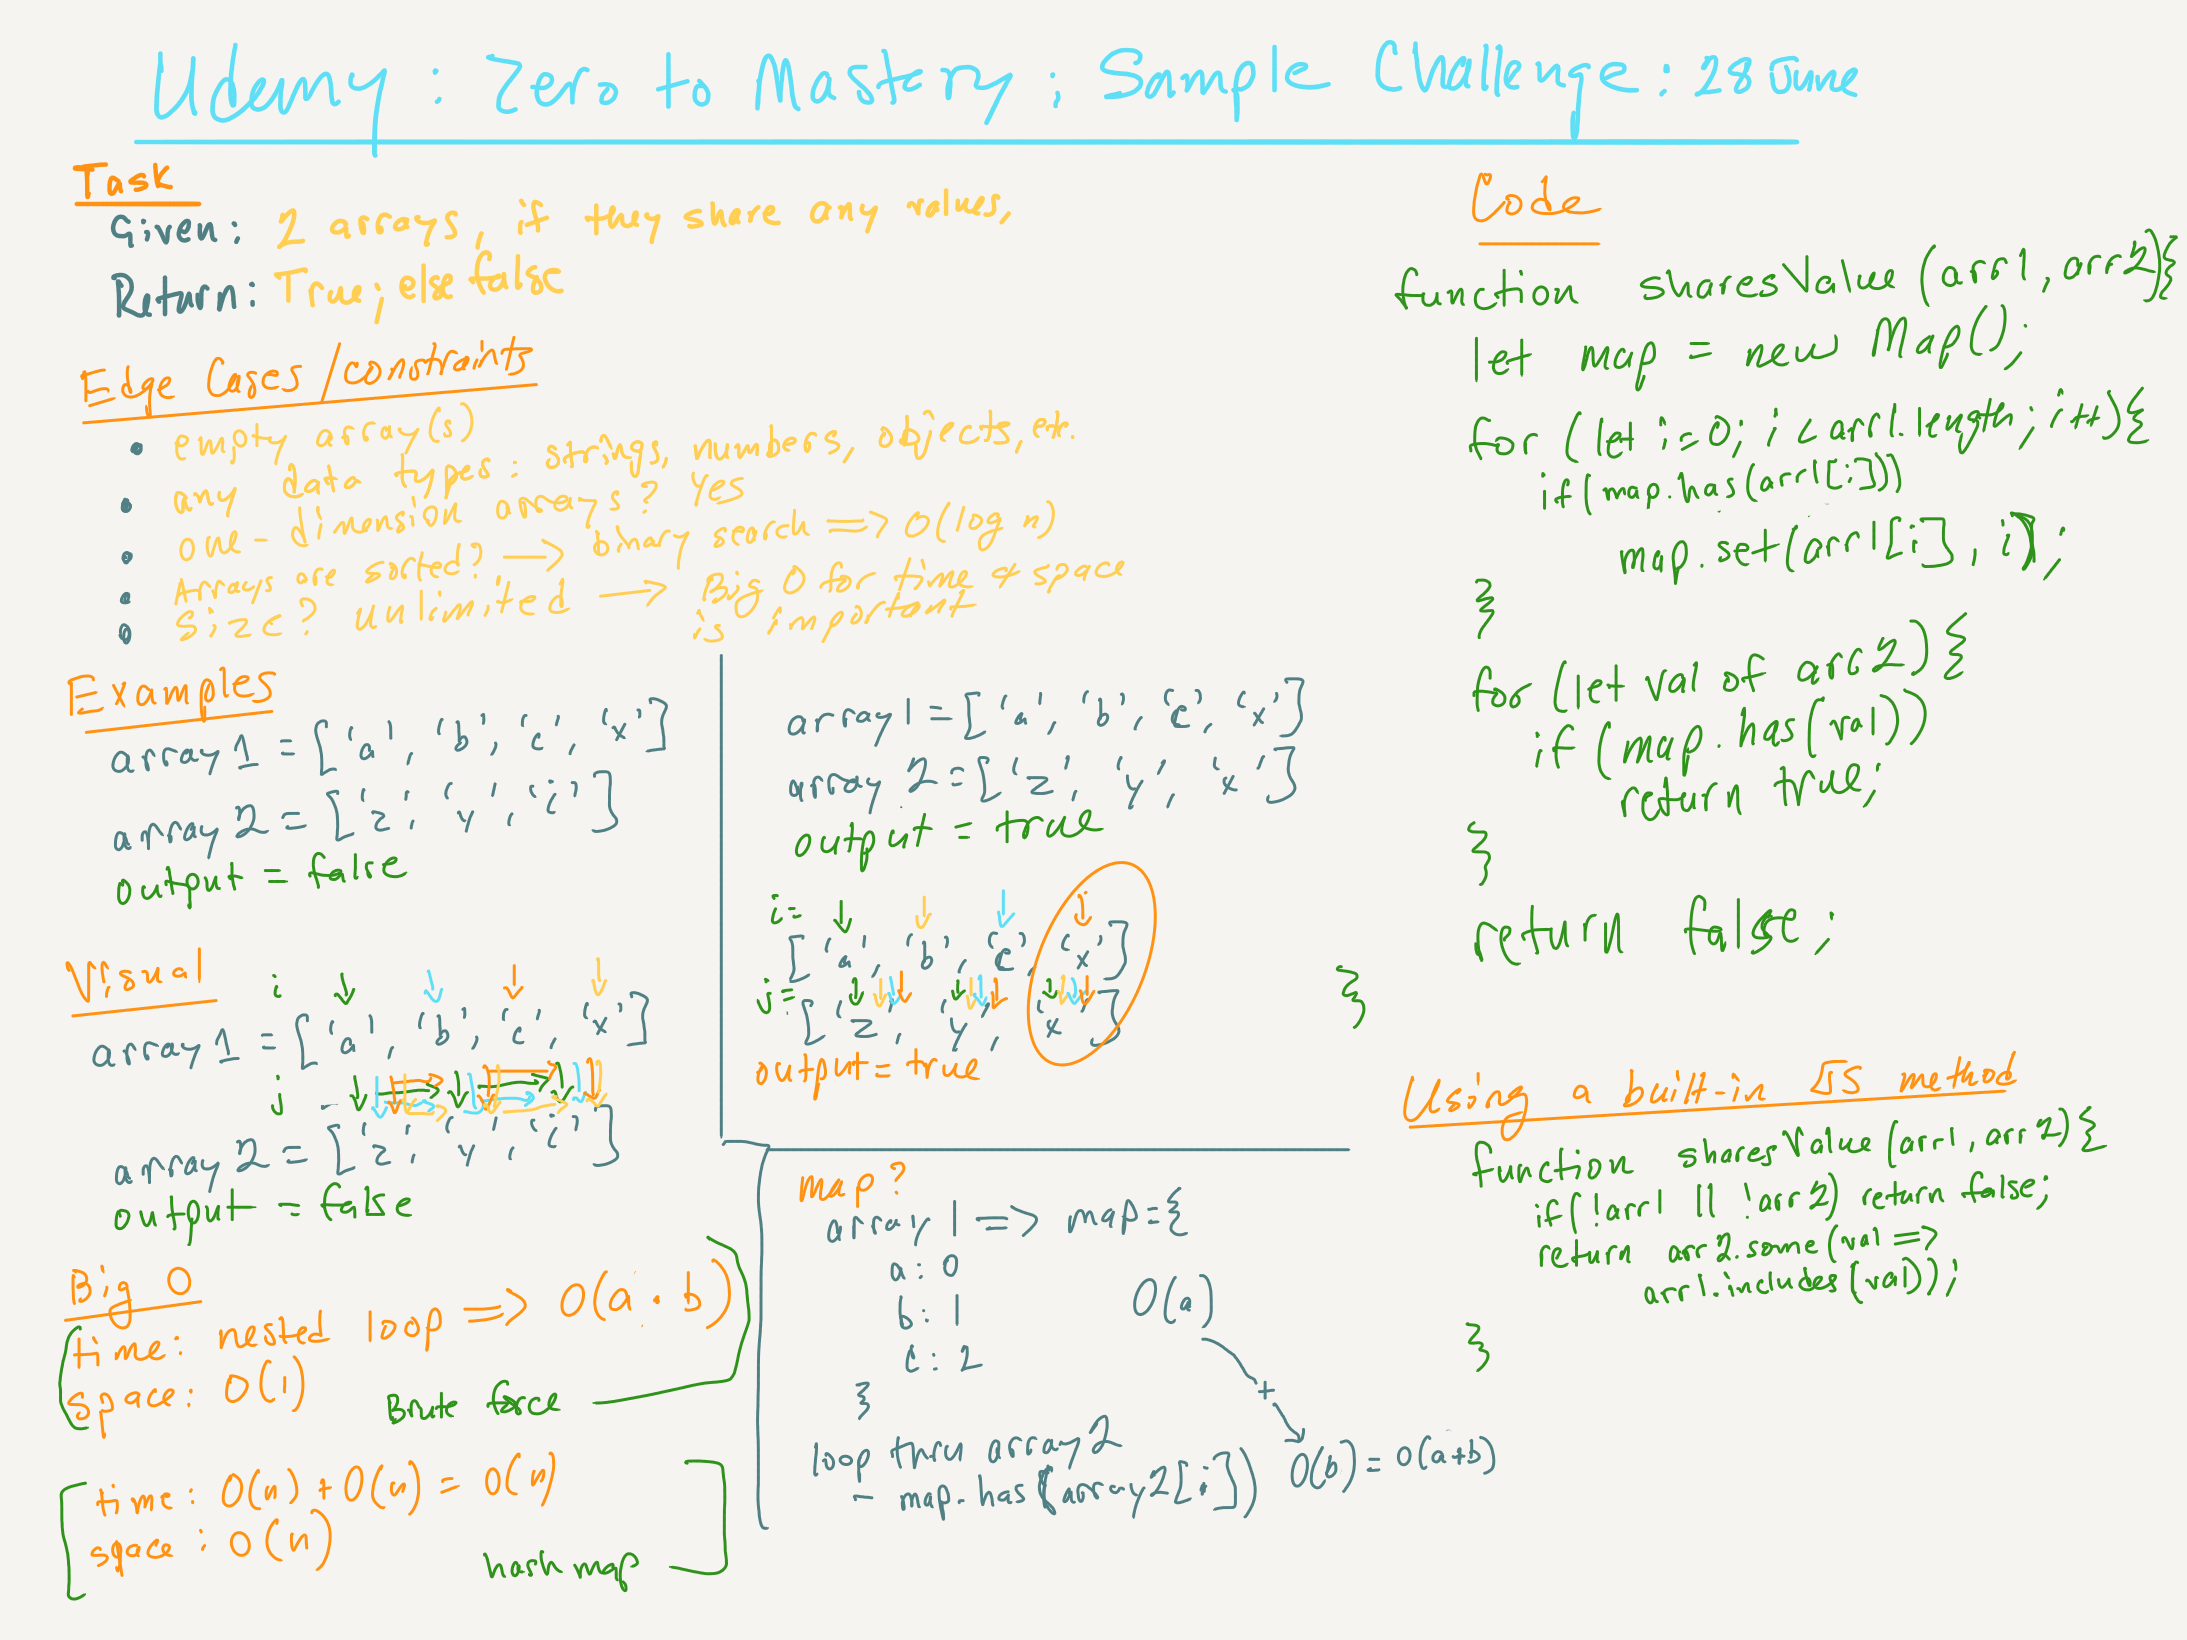 Udemy: Zero to Mastery; Sample Challenge: 28 June
Task
Given: 2 arrays, if they share any values,
Return: True; else false
Edge Cases/constraints
• empty array(s)
• any data types: strings, numbers, objects, etc.
• one-dimension arrays? Yes
• Arrays are sorted? → binary search => O(log n)
• Size? unlimited → Big O for time & space
is important
Examples
array 1 = ['a', 'b', 'c', 'x']
array 2 = ['z', 'y', 'i']
output = false
array 1 = ['a', 'b', 'c', 'x']
array 2 = ['z', 'y', 'x']
output = true
i=
['a', 'b', 'c', 'x']
j=
['z', 'y', 'x']
output = true
Visual
i
array 1 = ['a', 'b', 'c', 'x']
j
array 2 = ['z', 'y', 'i']
output = false
Big O
time: nested loop => O(a · b)
space: O(1)
Brute force
time: O(n) + O(n) = O(n)
space: O(n)
hash map
map?
array 1 => map={
a: 0
b: 1
c: 2
}
O(a)
+
loop thru array 2
- map.has(array2[i]) O(b) = O(a+b)
Code
function sharesValue(arr1, arr2){
let map = new Map();
for (let i=0; i < arr1.length; i++){
if(map.has(arr1[i]))
map.set(arr1[i], i);
}
for (let val of arr2){
if (map.has(val))
return true;
}
return false;
}
Using a built-in JS method
function sharesValue(arr1, arr2){
if(!arr1 || !arr2) return false;
return arr2.some(val =>
arr1.includes(val));
}